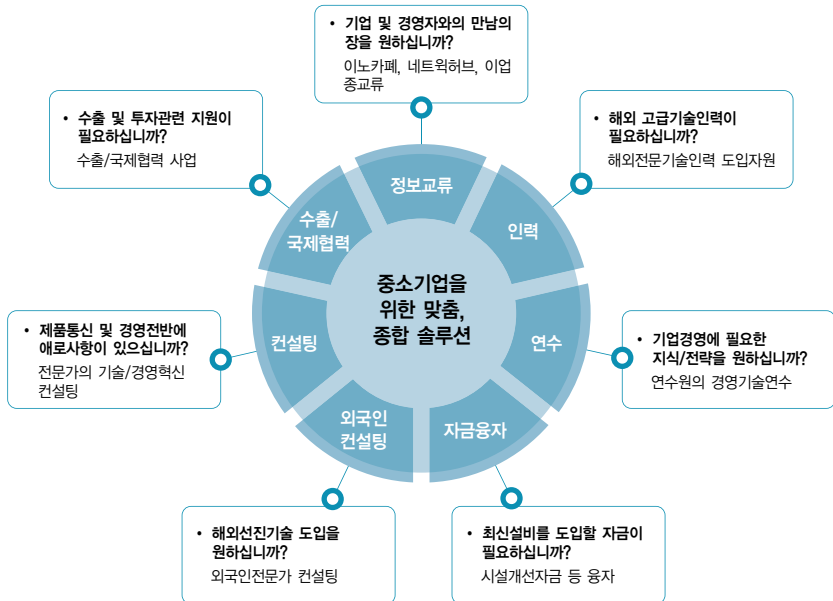 • 기업 및 경영자와의 만남의
장을 원하십니까?
이노카페, 네트웍허브, 이업
종교류
• 수출 및 투자관련 지원이
필요하십니까?
수출/국제협력 사업
• 해외 고급기술인력이
필요하십니까?
해외전문기술인력 도입자원
정보교류
수출/
국제협력
인력
중소기업을
위한 맞춤,
종합 솔루션
컨설팅
연수
외국인
컨설팅
자금융자
• 제품통신 및 경영전반에
애로사항이 있으십니까?
전문가의 기술/경영혁신
컨설팅
• 기업경영에 필요한
지식/전략을 원하십니까?
연수원의 경영기술연수
• 해외선진기술 도입을
원하십니까?
외국인전문가 컨설팅
• 최신설비를 도입할 자금이
필요하십니까?
시설개선자금 등 융자